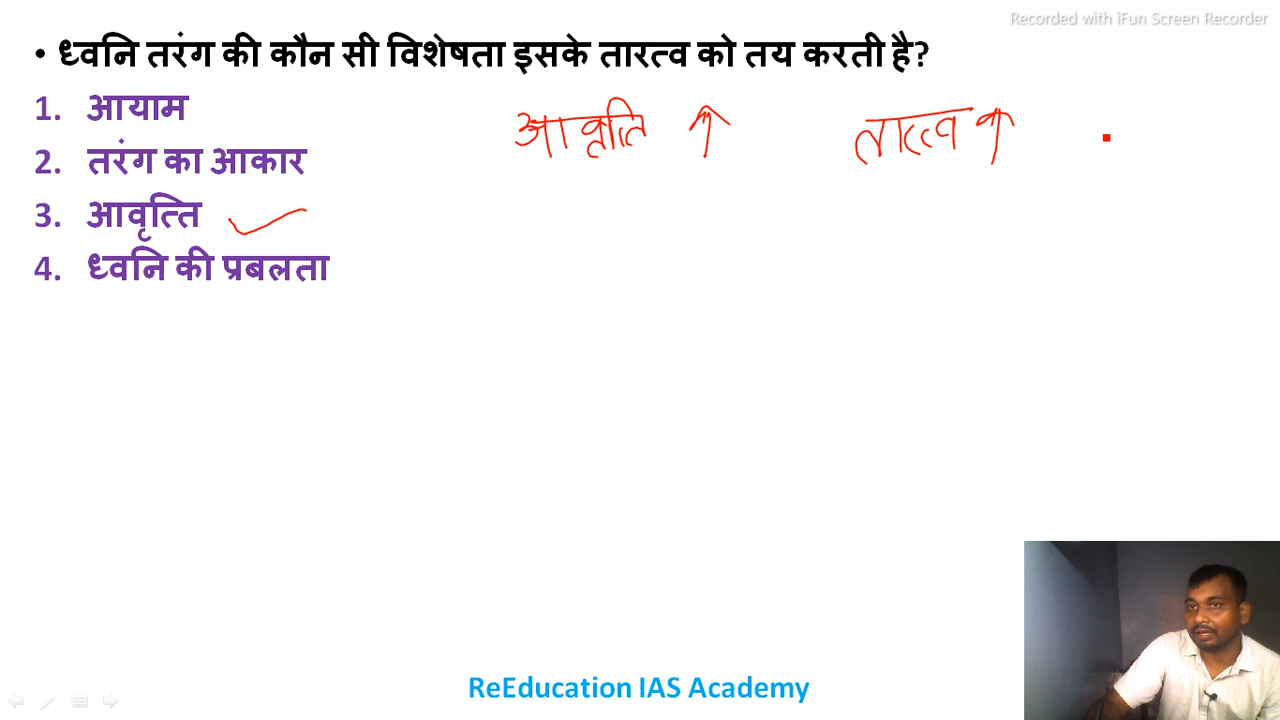 Recorded with iFun Screen Recorder
• ध्वनि तरंग की कौन सी विशेषता इसके तारत्व को तय करती है?
1. आयाम
2. तरंग का आकार
3. आवृत्ति
4. ध्वनि की प्रबलता
आवृत्ति ↑ तारत्व ↑
ReEducation IAS Academy